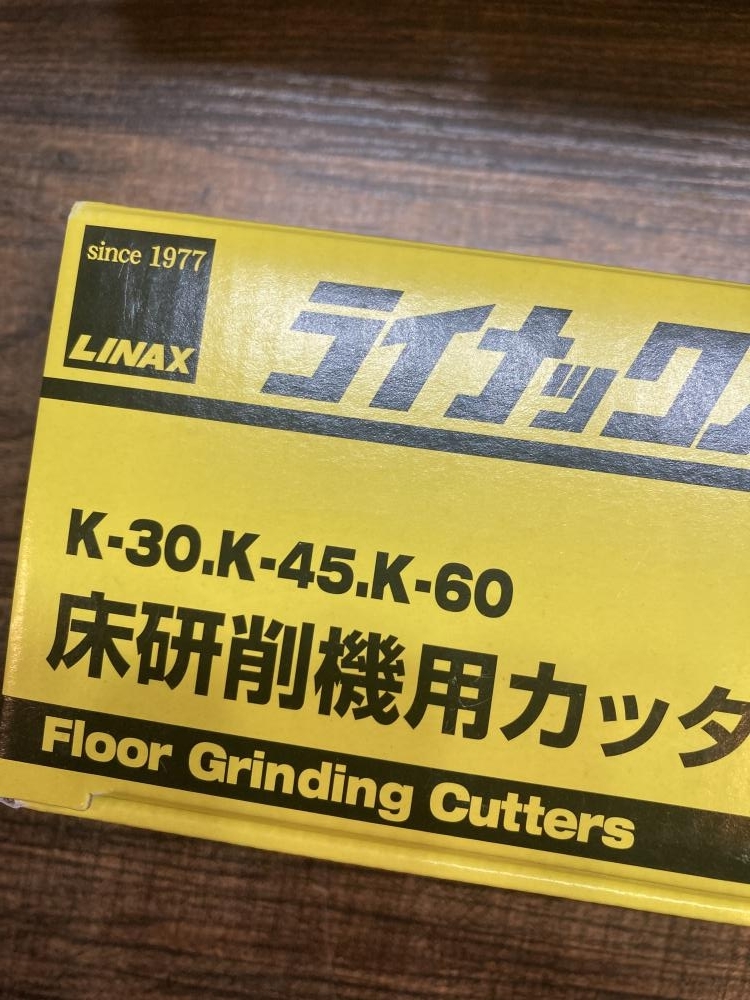 since 1977
LINAX
ライナック
K-30.K-45.K-60
床研削機用カッタ
Floor Grinding Cutters